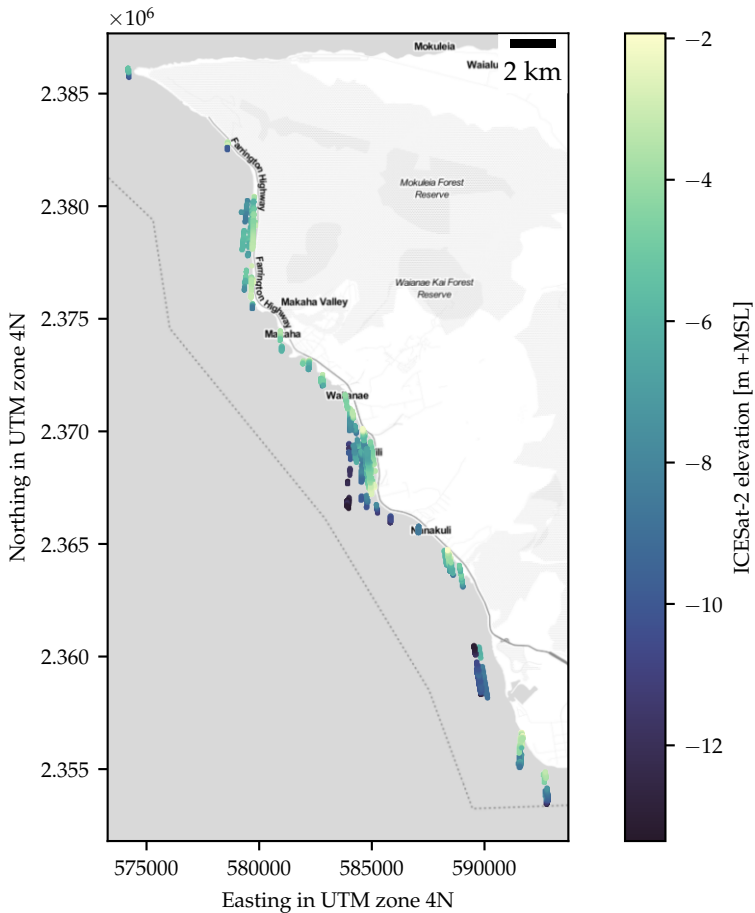 ×10⁶
Mokuleia
Waialu
2 km
2.385
2.380
2.375
2.370
2.365
2.360
2.355
Farrington Highway
Mokuleia Forest
Reserve
Farrington Highway
Waianae Kai Forest
Reserve
Makaha Valley
Makaha
Waianae
ili
Nanakuli
575000
580000
585000
590000
Easting in UTM zone 4N
Northing in UTM zone 4N
−2
−4
−6
−8
−10
−12
ICESat-2 elevation [m +MSL]